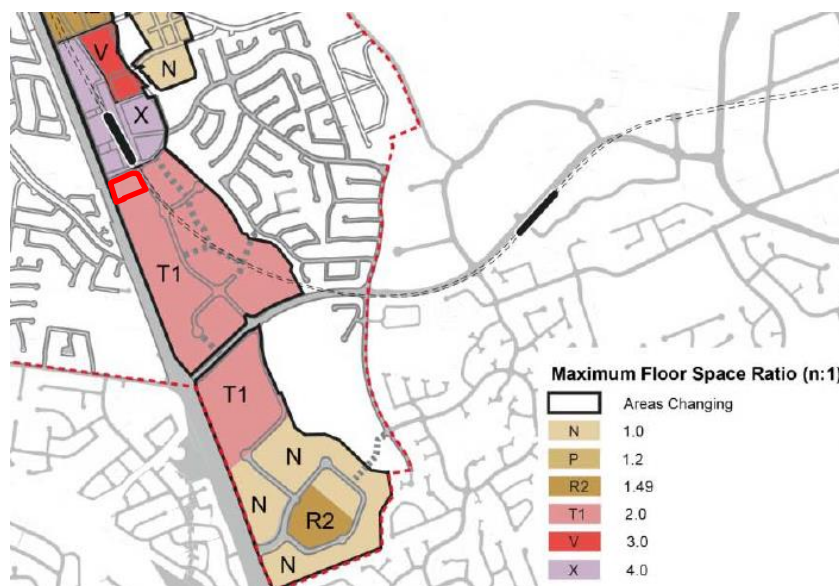 V
N
X
T1
T1
N
N
R2
N
Maximum Floor Space Ratio (n:1)
Areas Changing
N 1.0
P 1.2
R2 1.49
T1 2.0
V 3.0
X 4.0